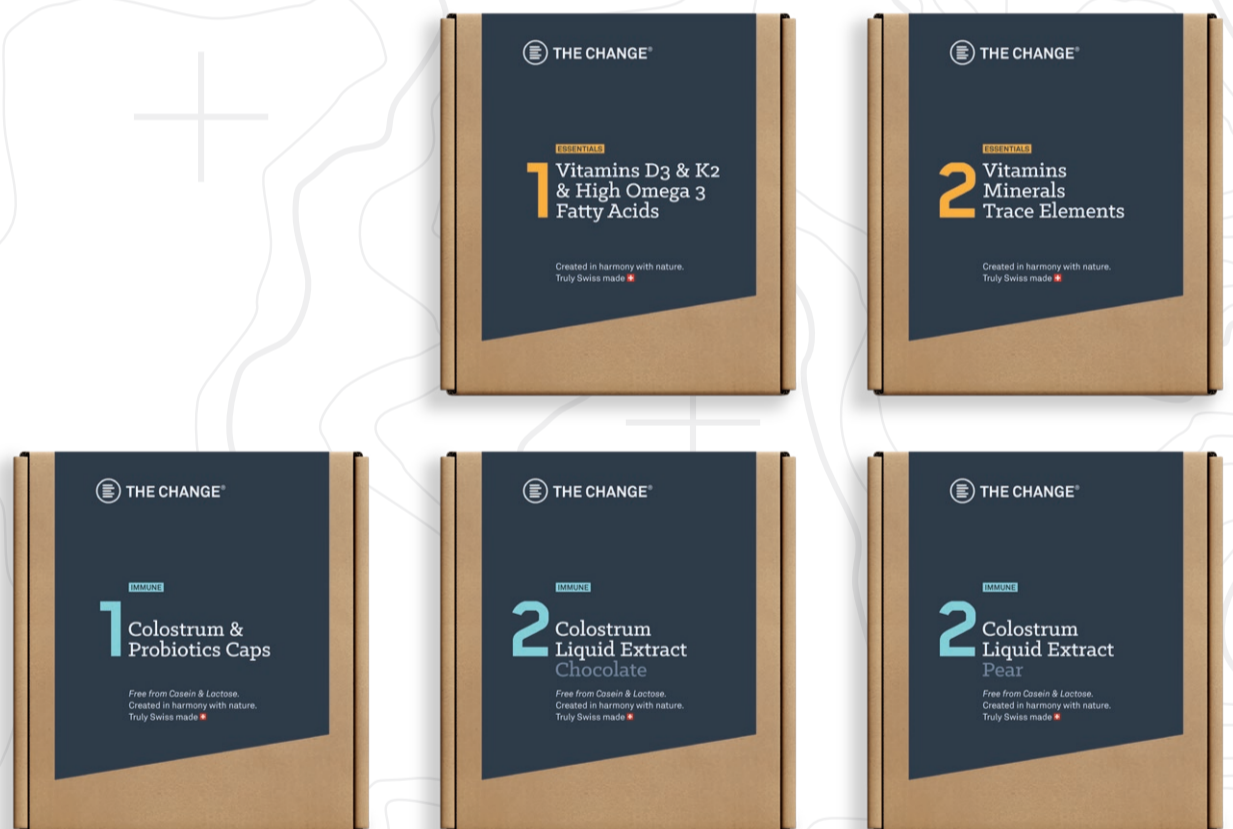 THE CHANGE®
ESSENTIALS
1
Vitamins D3 & K2
& High Omega 3
Fatty Acids
Created in harmony with nature.
Truly Swiss made
THE CHANGE®
ESSENTIALS
2
Vitamins
Minerals
Trace Elements
Created in harmony with nature.
Truly Swiss made
THE CHANGE®
IMMUNE
1
Colostrum &
Probiotics Caps
Free from Casein & Lactose.
Created in harmony with nature.
Truly Swiss made
THE CHANGE®
IMMUNE
2
Colostrum
Liquid Extract
Chocolate
Free from Casein & Lactose.
Created in harmony with nature.
Truly Swiss made
THE CHANGE®
IMMUNE
2
Colostrum
Liquid Extract
Pear
Free from Casein & Lactose.
Created in harmony with nature.
Truly Swiss made